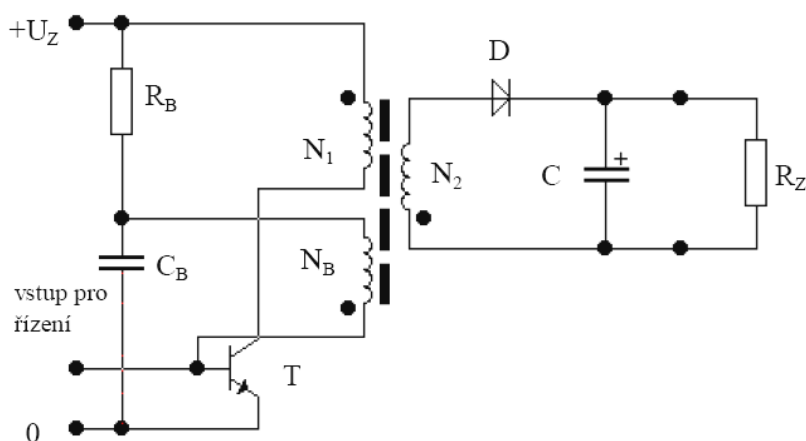 +U_Z
R_B
D
N_1
N_2
C
+
R_Z
C_B
N_B
vstup pro
řízení
T
0